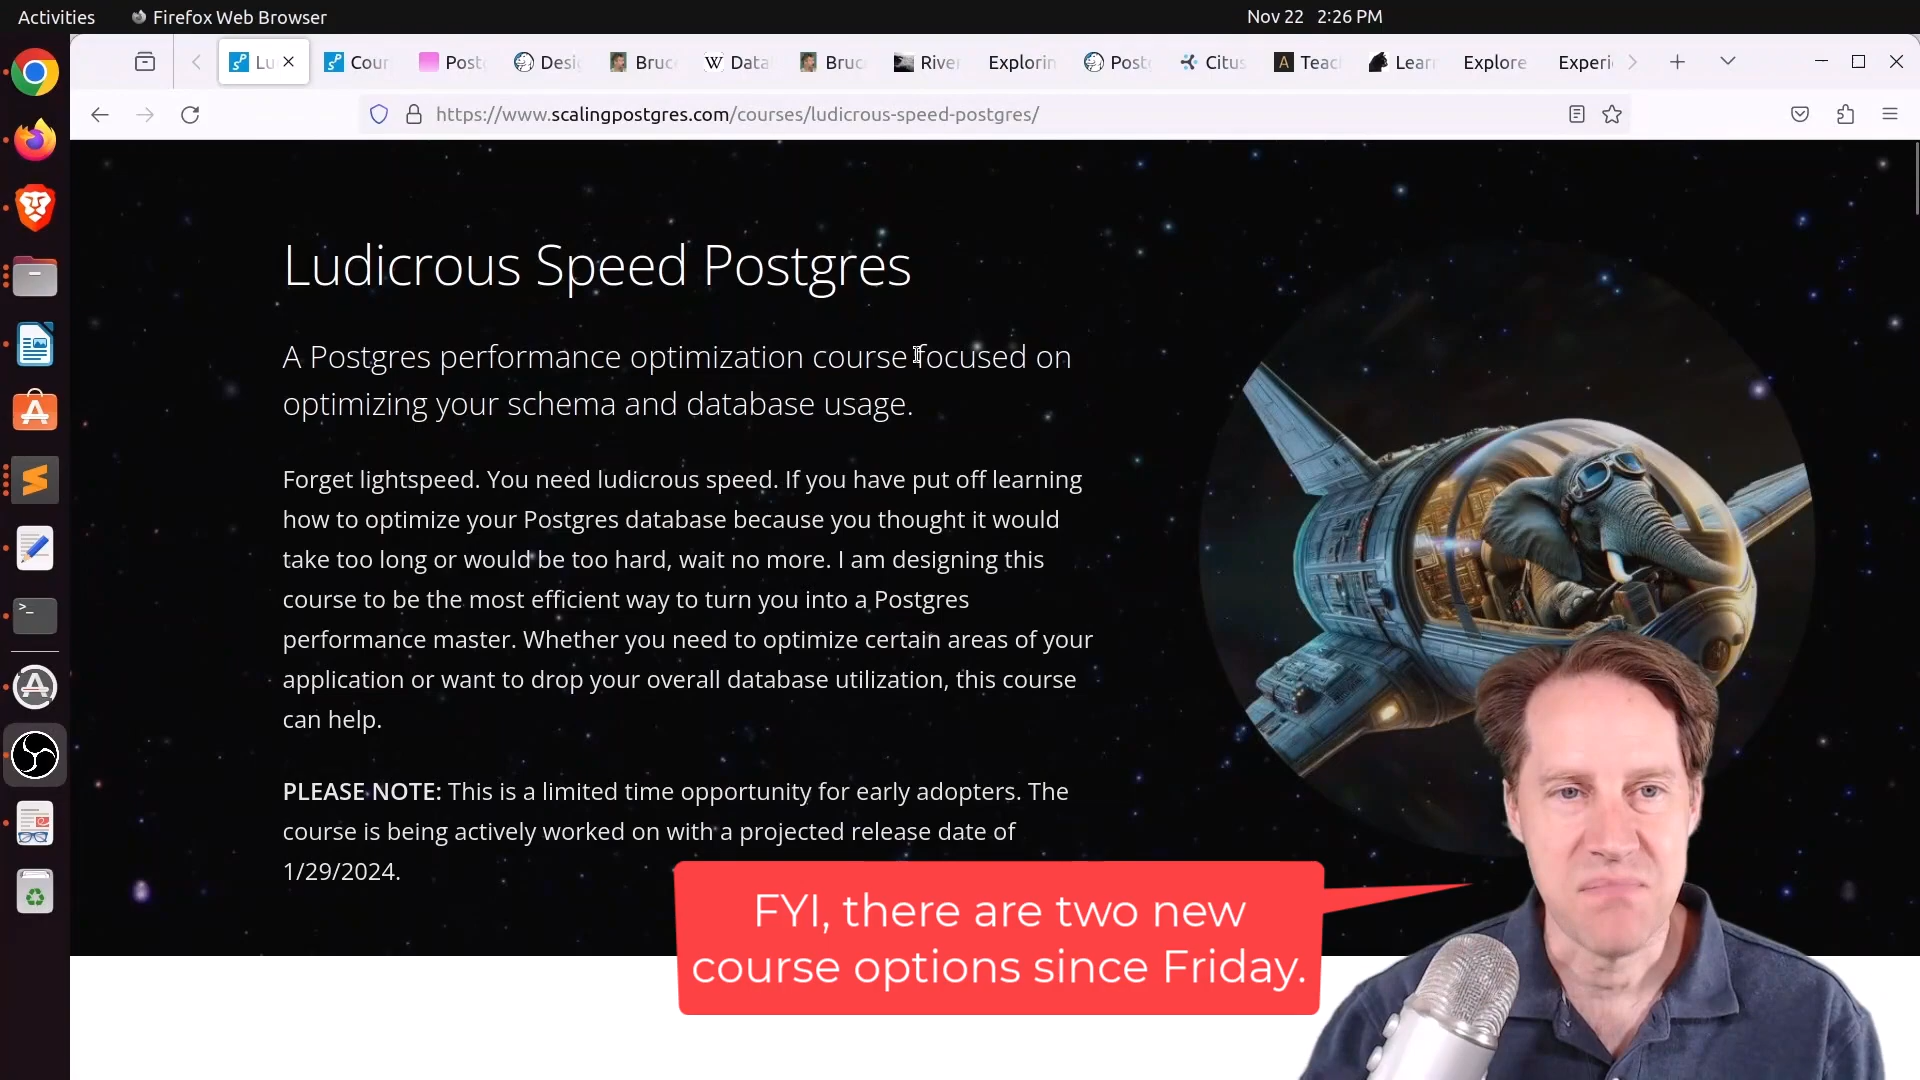 Activities
Firefox Web Browser
Nov 22 2:26 PM
Lu
Cour
Post
Desi
Bruc
W Data
Bruc
River
Explorin
Post
Citus
A Teac
Lear
Explore
Experi
https://www.scalingpostgres.com/courses/ludicrous-speed-postgres/
Ludicrous Speed Postgres
A Postgres performance optimization course focused on
optimizing your schema and database usage.
Forget lightspeed. You need ludicrous speed. If you have put off learning
how to optimize your Postgres database because you thought it would
take too long or would be too hard, wait no more. I am designing this
course to be the most efficient way to turn you into a Postgres
performance master. Whether you need to optimize certain areas of your
application or want to drop your overall database utilization, this course
can help.
PLEASE NOTE: This is a limited time opportunity for early adopters. The
course is being actively worked on with a projected release date of
1/29/2024.
FYI, there are two new
course options since Friday.